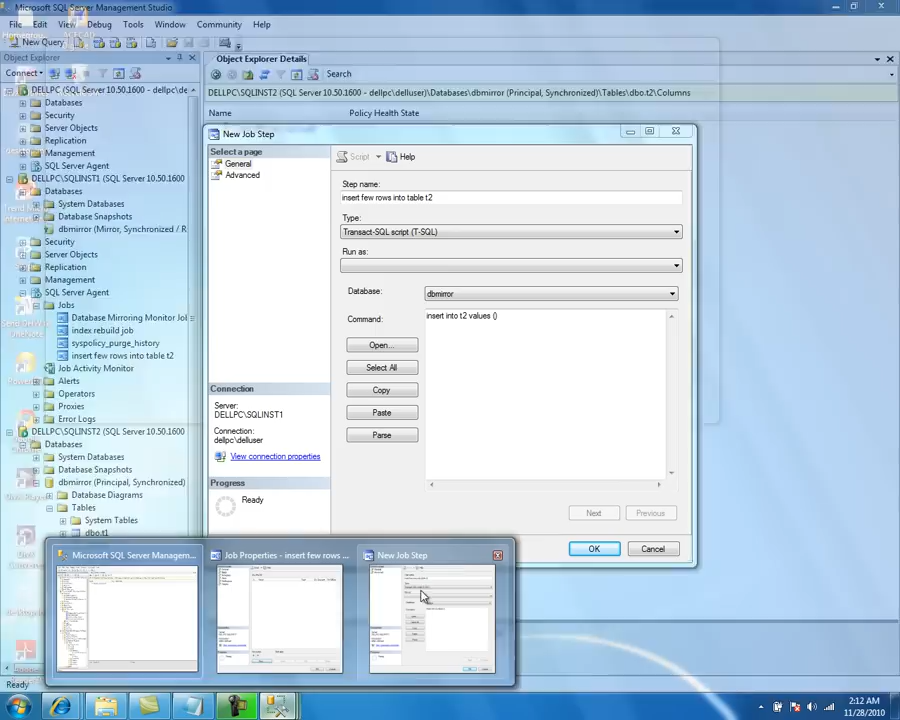 Microsoft SQL Server Management Studio
File Edit View Debug Tools Window Community Help
New Query
Object Explorer
Connect
DELLPC (SQL Server 10.50.1600 - dellpc\de
Databases
Security
Server Objects
Replication
Management
SQL Server Agent
DELLPC\SQLINST1 (SQL Server 10.50.1600
Databases
System Databases
Database Snapshots
dbmirror (Mirror, Synchronized / R
Security
Server Objects
Replication
Management
SQL Server Agent
Jobs
Database Mirroring Monitor Jol
index rebuild job
syspolicy_purge_history
insert few rows into table t2
Job Activity Monitor
Alerts
Operators
Proxies
Error Logs
DELLPC\SQLINST2 (SQL Server 10.50.1600
Databases
System Databases
Database Snapshots
dbmirror (Principal, Synchronized)
Database Diagrams
Tables
System Tables
dbo.t1
Object Explorer Details
Search
DELLPC\SQLINST2 (SQL Server 10.50.1600 - dellpc\delluser)\Databases\dbmirror (Principal, Synchronized)\Tables\dbo.t2\Columns
Name Policy Health State
New Job Step
Select a page
General
Advanced
Script Help
Step name:
insert few rows into table t2
Type:
Transact-SQL script (T-SQL)
Run as:
Database: dbmirror
Command: insert into t2 values ()
Open...
Select All
Copy
Paste
Parse
Connection
Server:
DELLPC\SQLINST1
Connection:
dellpc\delluser
View connection properties
Progress
Ready
Next Previous
OK Cancel
Microsoft SQL Server Managem...
Job Properties - insert few rows ...
New Job Step
Ready
2:12 AM
11/28/2010